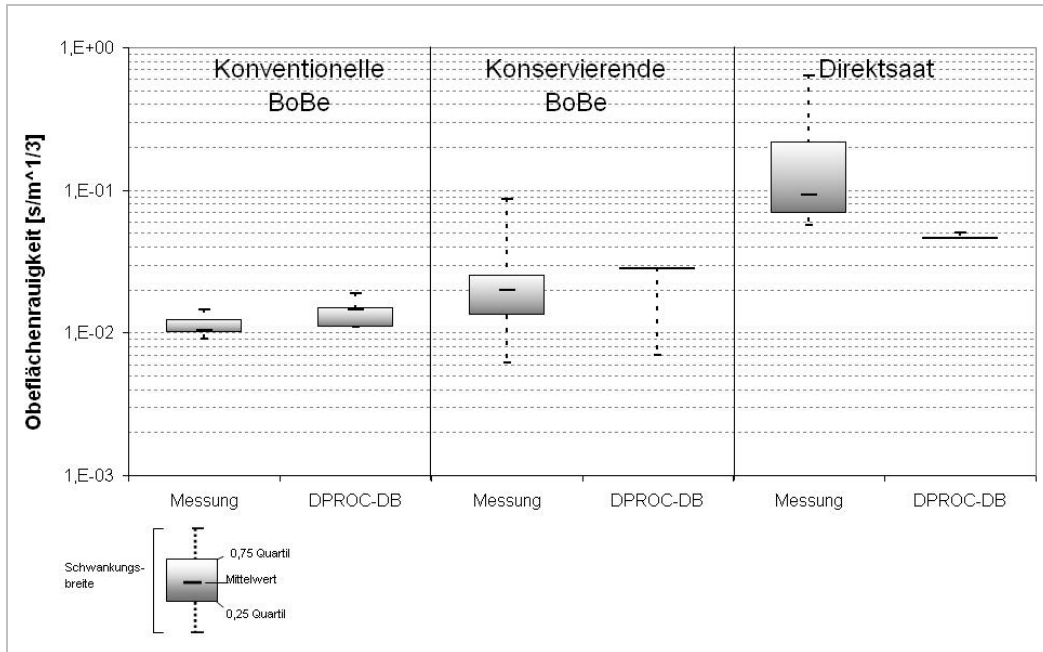 1,E+00
Konventionelle
BoBe
Konservierende
BoBe
Direktsaat
1,E-01
1,E-02
1,E-03
Obeflächenrauigkeit [s/m^1/3]
Messung
DPROC-DB
Messung
DPROC-DB
Messung
DPROC-DB
Schwankungs-
breite
0,75 Quartil
Mittelwert
0,25 Quartil